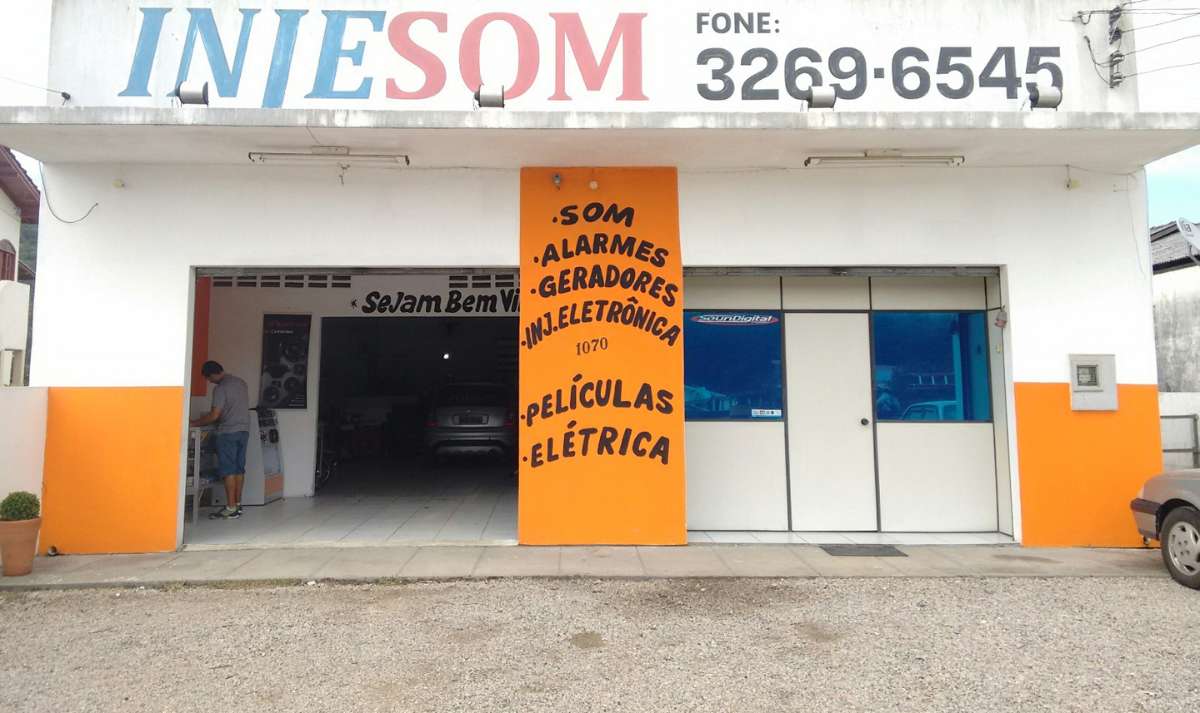 INJESOM
FONE:
3269·6545
·SOM
·ALARMES
·GERADORES
·INJ.ELETRÔNICA
1070
·PELÍCULAS
·ELÉTRICA
SeJam Bem Vi
SounDigital